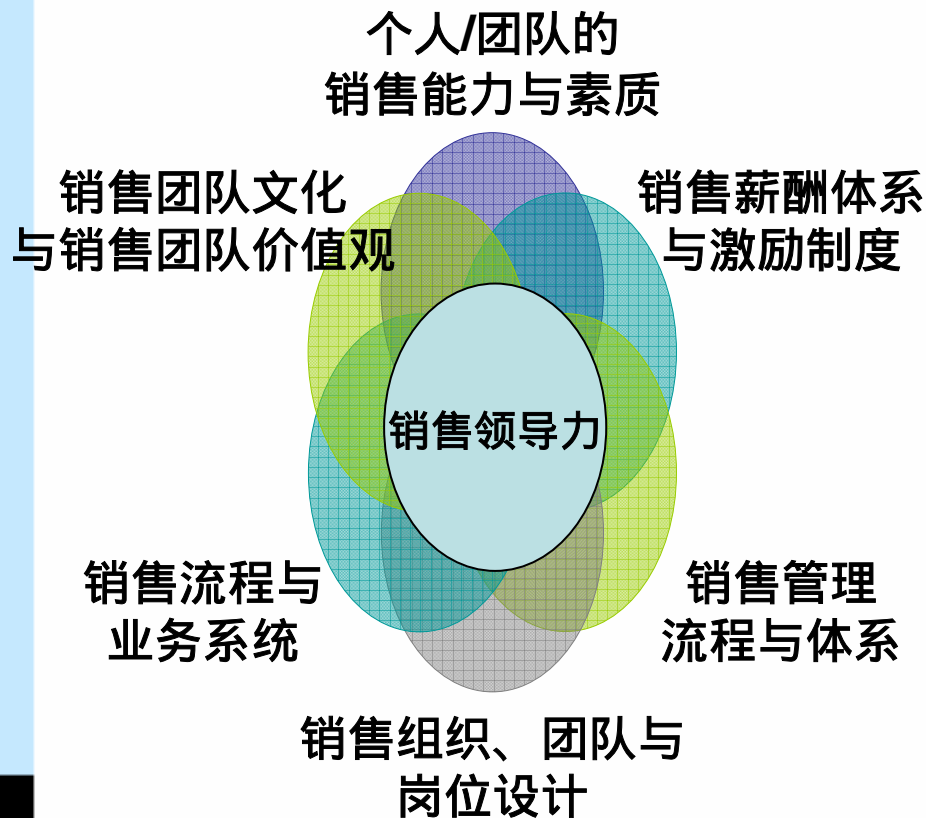 个人/团队的
销售能力与素质
销售团队文化
与销售团队价值观
销售薪酬体系
与激励制度
销售领导力
销售流程与
业务系统
销售管理
流程与体系
销售组织、团队与
岗位设计